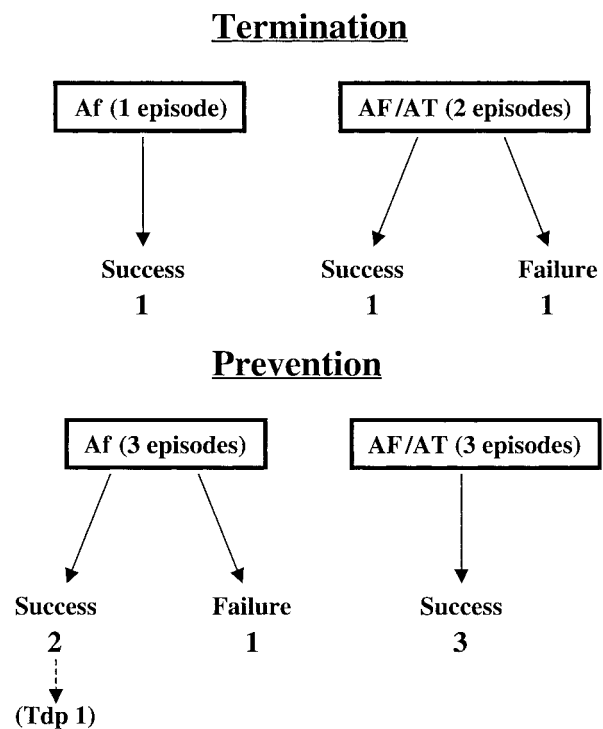 Termination
Af (1 episode)
AF/AT (2 episodes)
Success
Success
Failure
1
1
1
Prevention
Af (3 episodes)
AF/AT (3 episodes)
Success
Failure
Success
2
1
3
(Tdp 1)